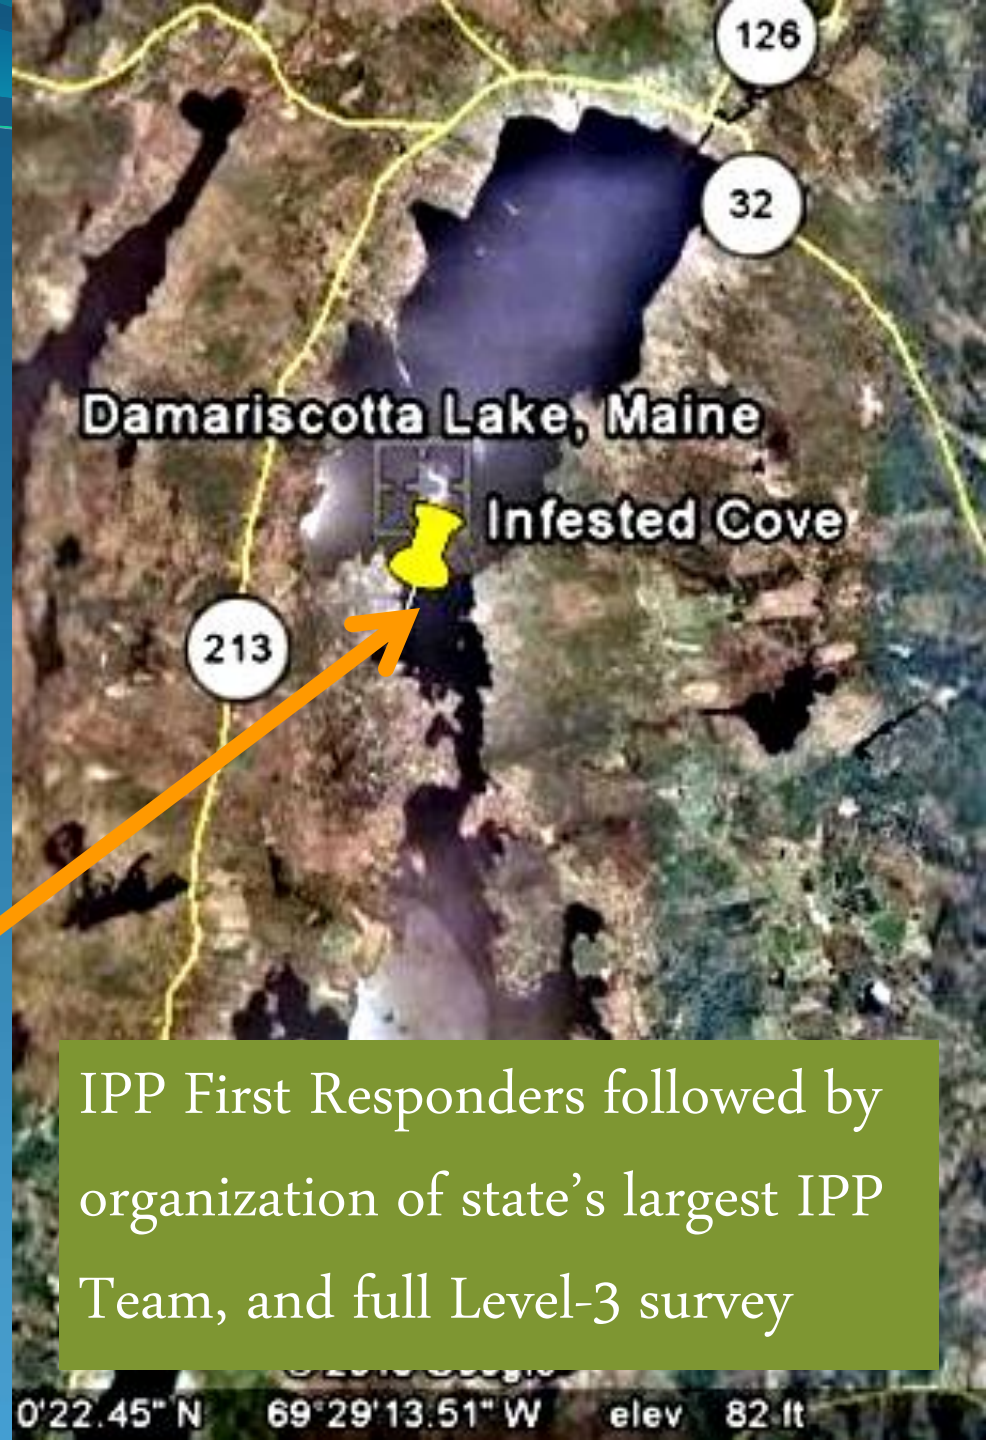 126
32
Damariscotta Lake, Maine
Infested Cove
213
IPP First Responders followed by
organization of state’s largest IPP
Team, and full Level-3 survey
0'22.45" N 69°29'13.51" W elev 82 ft